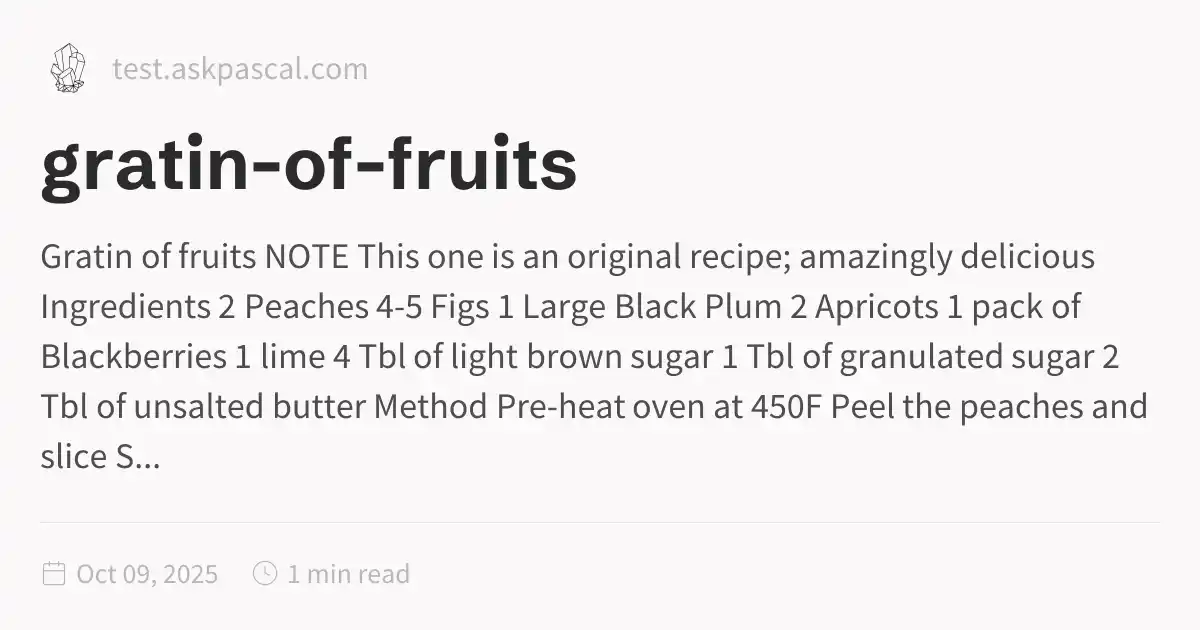 test.askpascal.com
gratin-of-fruits
Gratin of fruits NOTE This one is an original recipe; amazingly delicious
Ingredients 2 Peaches 4-5 Figs 1 Large Black Plum 2 Apricots 1 pack of
Blackberries 1 lime 4 Tbl of light brown sugar 1 Tbl of granulated sugar 2
Tbl of unsalted butter Method Pre-heat oven at 450F Peel the peaches and
slice S...
Oct 09, 2025 1 min read